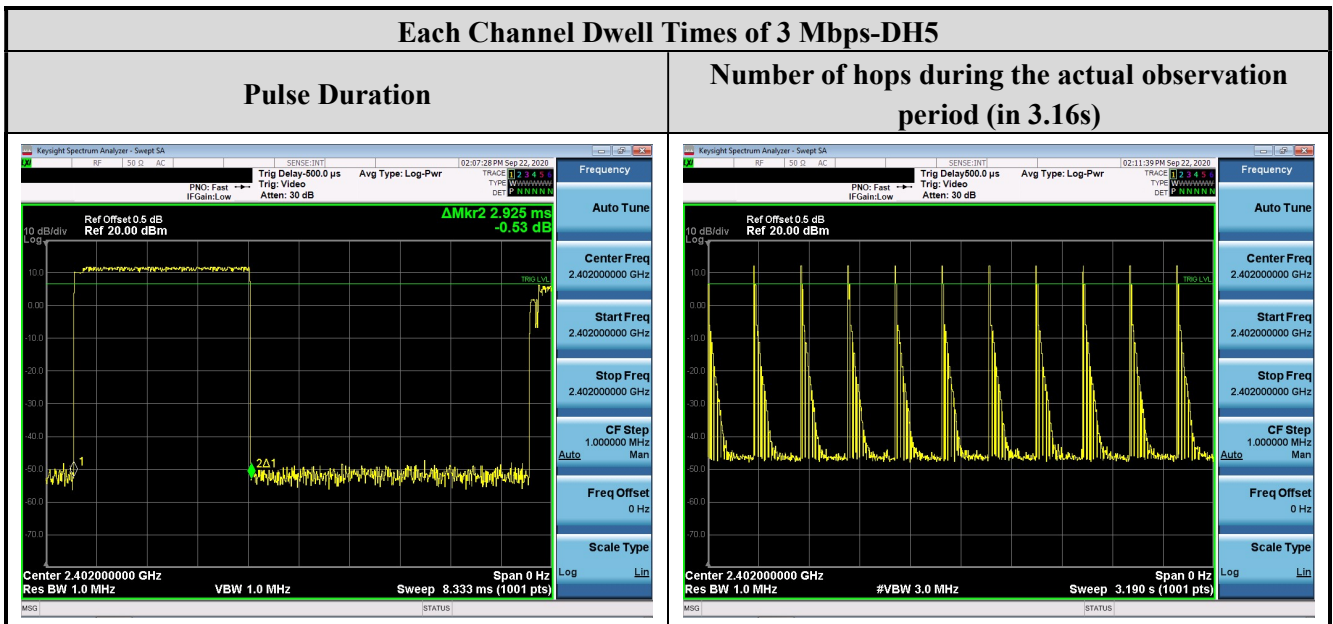 Each Channel Dwell Times of 3 Mbps-DH5
Pulse Duration
Number of hops during the actual observation
period (in 3.16s)
Keysight Spectrum Analyzer - Swept SA
RF 50 Ω AC SENSE:INT 02:07:28 PM Sep 22, 2020
Trig Delay-500.0 µs Avg Type: Log-Pwr TRACE 1 2 3 4 5 6
PNO: Fast Trig: Video TYPE WWWWWW
IFGain:Low Atten: 30 dB DET P N N N N N
ΔMkr2 2.925 ms
-0.53 dB
Ref Offset 0.5 dB
10 dB/div Ref 20.00 dBm
Log
10.0
TRIG LVL
0.00
-10.0
-20.0
-30.0
-40.0
-50.0
1
2Δ1
-60.0
-70.0
Center 2.402000000 GHz Span 0 Hz
Res BW 1.0 MHz VBW 1.0 MHz Sweep 8.333 ms (1001 pts)
MSG STATUS
Frequency
Auto Tune
Center Freq
2.402000000 GHz
Start Freq
2.402000000 GHz
Stop Freq
2.402000000 GHz
CF Step
1.000000 MHz
Auto Man
Freq Offset
0 Hz
Scale Type
Log Lin
Keysight Spectrum Analyzer - Swept SA
RF 50 Ω AC SENSE:INT 02:11:39 PM Sep 22, 2020
Trig Delay500.0 µs Avg Type: Log-Pwr TRACE 1 2 3 4 5 6
PNO: Fast Trig: Video TYPE WWWWWW
IFGain:Low Atten: 30 dB DET P N N N N N
Ref Offset 0.5 dB
10 dB/div Ref 20.00 dBm
Log
10.0
TRIG LVL
0.00
-10.0
-20.0
-30.0
-40.0
-50.0
-60.0
-70.0
Center 2.402000000 GHz Span 0 Hz
Res BW 1.0 MHz #VBW 3.0 MHz Sweep 3.190 s (1001 pts)
MSG STATUS
Frequency
Auto Tune
Center Freq
2.402000000 GHz
Start Freq
2.402000000 GHz
Stop Freq
2.402000000 GHz
CF Step
1.000000 MHz
Auto Man
Freq Offset
0 Hz
Scale Type
Log Lin